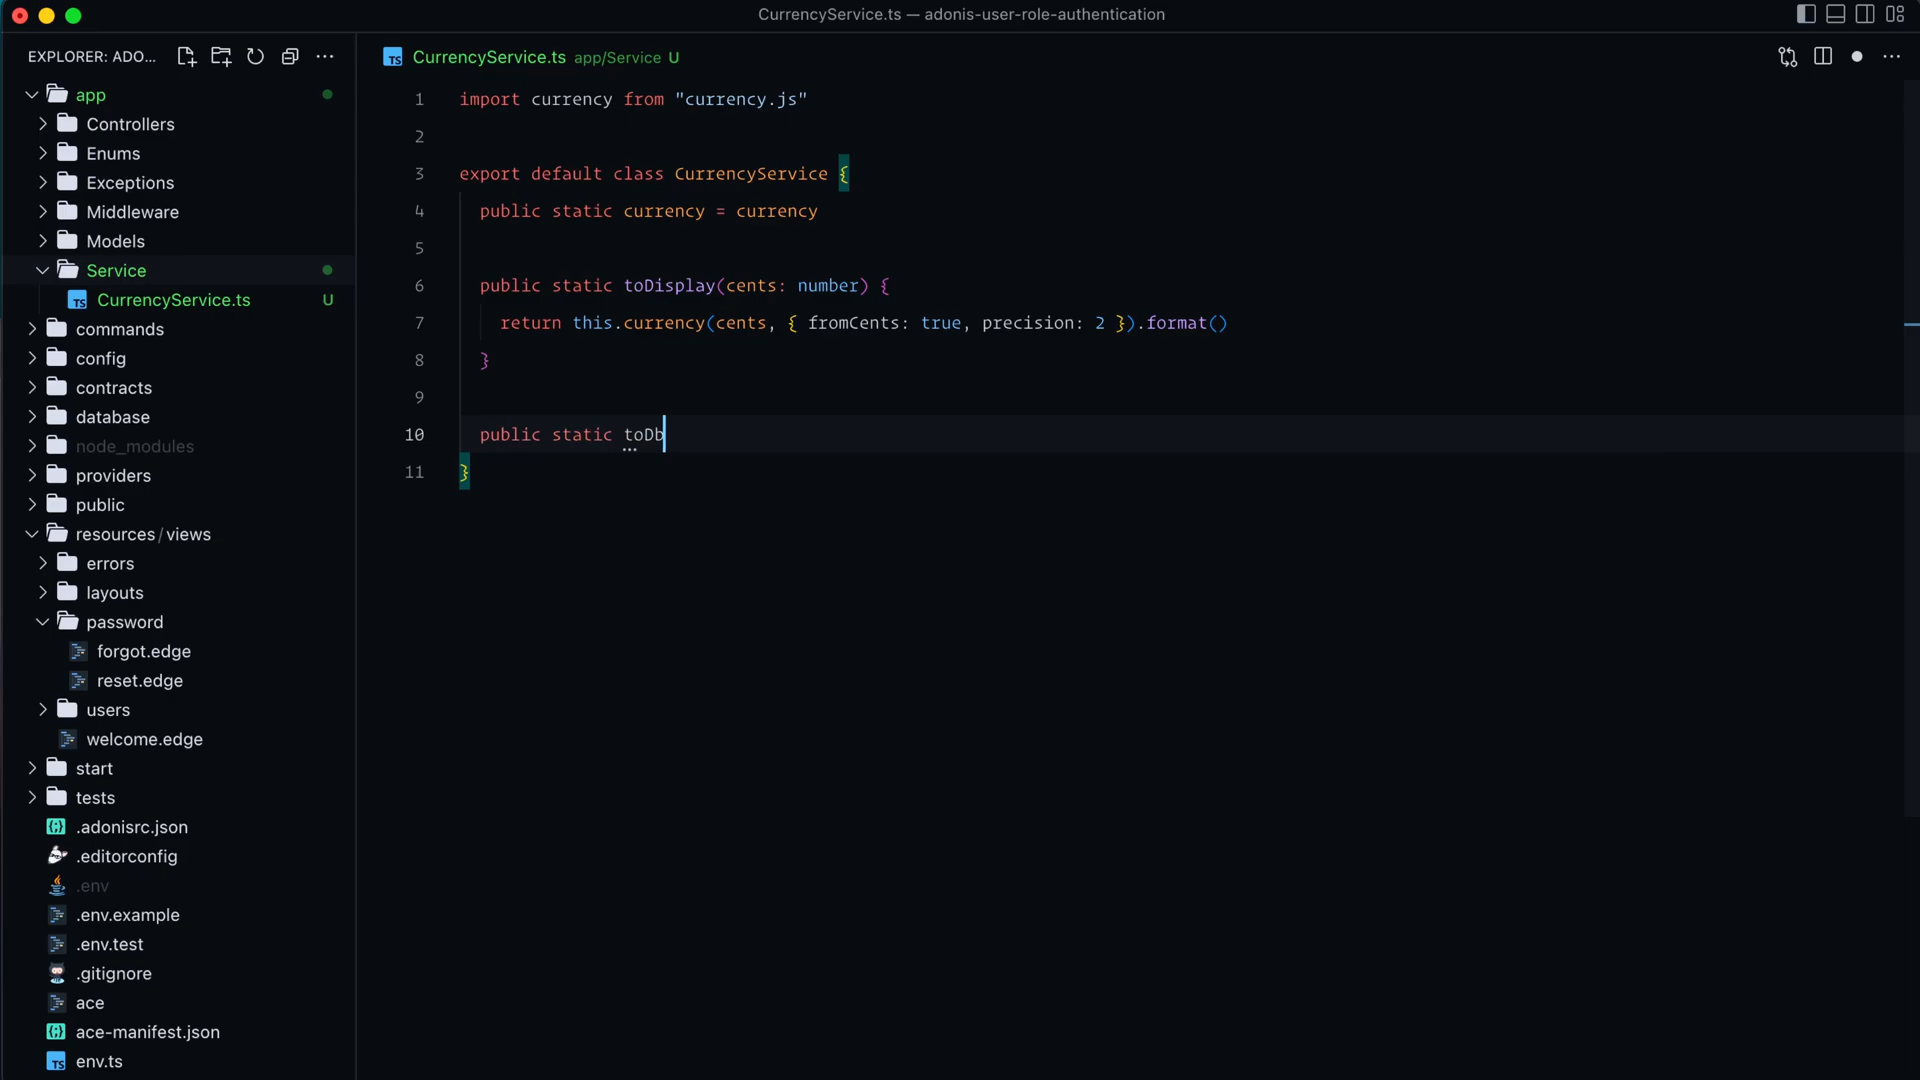 CurrencyService.ts — adonis-user-role-authentication
EXPLORER: ADO...
app
Controllers
Enums
Exceptions
Middleware
Models
Service
TS CurrencyService.ts U
commands
config
contracts
database
node_modules
providers
public
resources/views
errors
layouts
password
forgot.edge
reset.edge
users
welcome.edge
start
tests
.adonisrc.json
.editorconfig
.env
.env.example
.env.test
.gitignore
ace
ace-manifest.json
TS env.ts
TS CurrencyService.ts app/Service U
1 import currency from "currency.js"
2
3 export default class CurrencyService {
4 public static currency = currency
5
6 public static toDisplay(cents: number) {
7 return this.currency(cents, { fromCents: true, precision: 2 }).format()
8 }
9
10 public static toDb
11 }